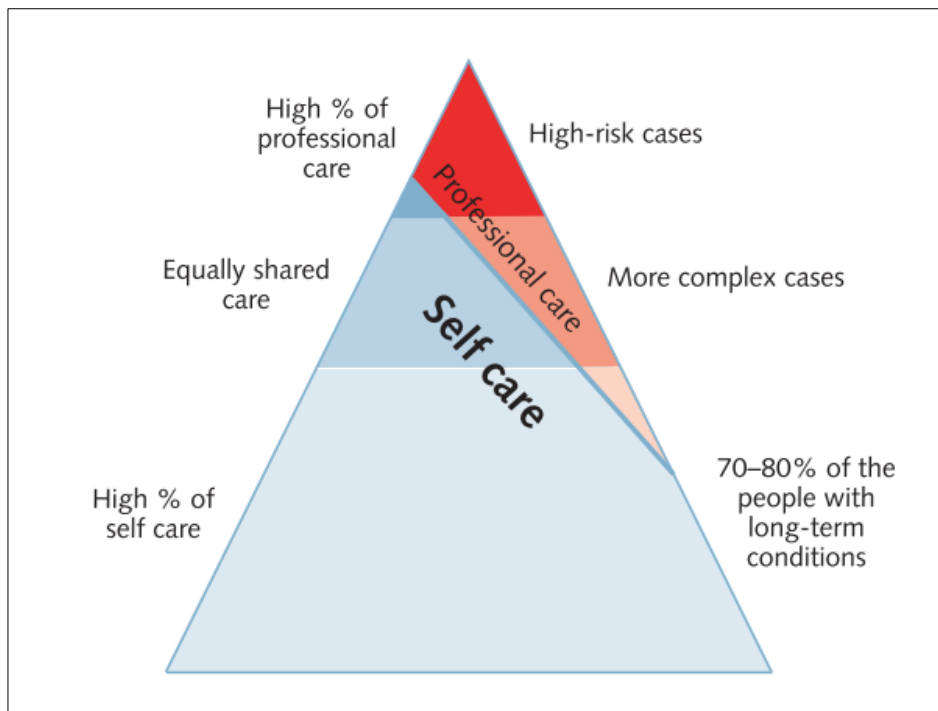 High % of
professional
care
High-risk cases
Professional care
Equally shared
care
More complex cases
Self care
High % of
self care
70–80% of the
people with
long-term
conditions